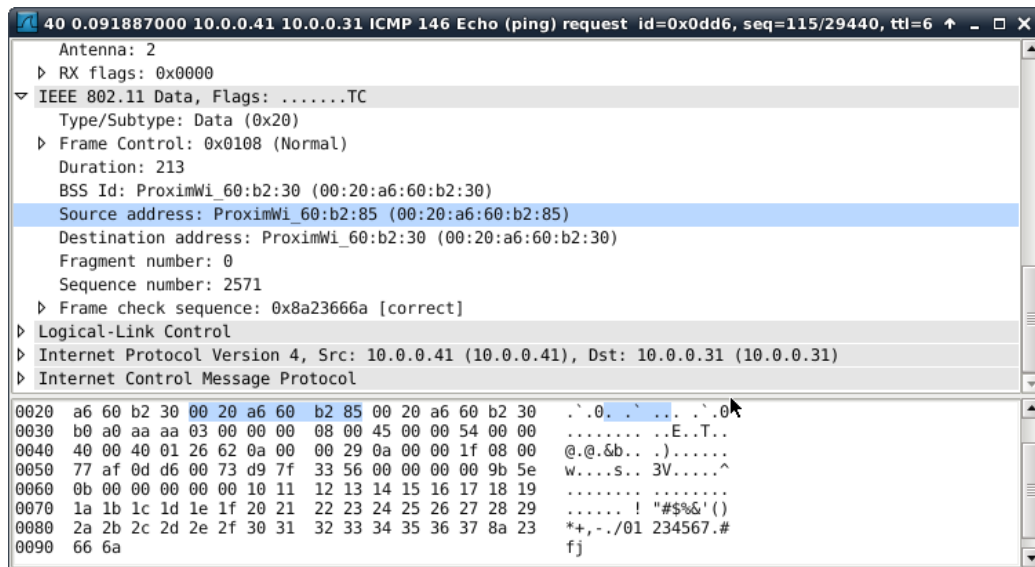 40 0.091887000 10.0.0.41 10.0.0.31 ICMP 146 Echo (ping) request id=0x0dd6, seq=115/29440, ttl=6
Antenna: 2
RX flags: 0x0000
IEEE 802.11 Data, Flags: .......TC
Type/Subtype: Data (0x20)
Frame Control: 0x0108 (Normal)
Duration: 213
BSS Id: ProximWi_60:b2:30 (00:20:a6:60:b2:30)
Source address: ProximWi_60:b2:85 (00:20:a6:60:b2:85)
Destination address: ProximWi_60:b2:30 (00:20:a6:60:b2:30)
Fragment number: 0
Sequence number: 2571
Frame check sequence: 0x8a23666a [correct]
Logical-Link Control
Internet Protocol Version 4, Src: 10.0.0.41 (10.0.0.41), Dst: 10.0.0.31 (10.0.0.31)
Internet Control Message Protocol
0020 a6 60 b2 30 00 20 a6 60 b2 85 00 20 a6 60 b2 30 .`.0. .` ... .`.0
0030 b0 a0 aa aa 03 00 00 00 08 00 45 00 00 54 00 00 ........ ..E..T..
0040 40 00 40 01 26 62 0a 00 00 29 0a 00 00 1f 08 00 @.@.&b.. .)......
0050 77 af 0d d6 00 73 d9 7f 33 56 00 00 00 00 9b 5e w....s.. 3V.....^
0060 0b 00 00 00 00 00 10 11 12 13 14 15 16 17 18 19 ........ ........
0070 1a 1b 1c 1d 1e 1f 20 21 22 23 24 25 26 27 28 29 ...... ! "#$%&'()
0080 2a 2b 2c 2d 2e 2f 30 31 32 33 34 35 36 37 8a 23 *+,-./01 234567.#
0090 66 6a fj